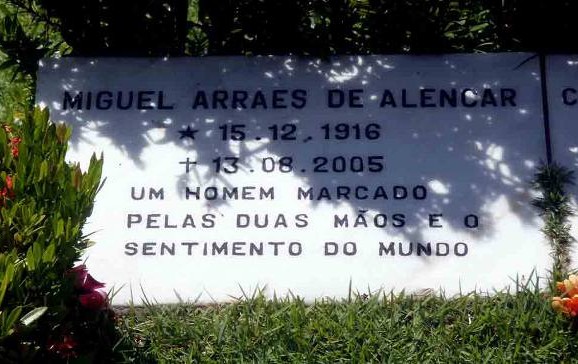 MIGUEL ARRAES DE ALENCAR
★ 15.12.1916
✝ 13.08.2005
UM HOMEM MARCADO
PELAS DUAS MÃOS E O
SENTIMENTO DO MUNDO
C